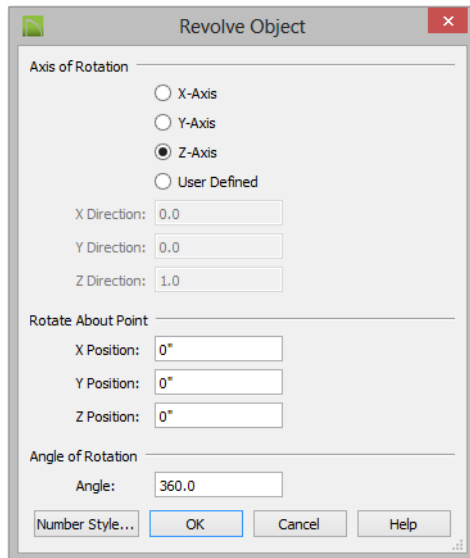 Revolve Object
Axis of Rotation
X-Axis
Y-Axis
Z-Axis
User Defined
X Direction: 0.0
Y Direction: 0.0
Z Direction: 1.0
Rotate About Point
X Position: 0"
Y Position: 0"
Z Position: 0"
Angle of Rotation
Angle: 360.0
Number Style... OK Cancel Help